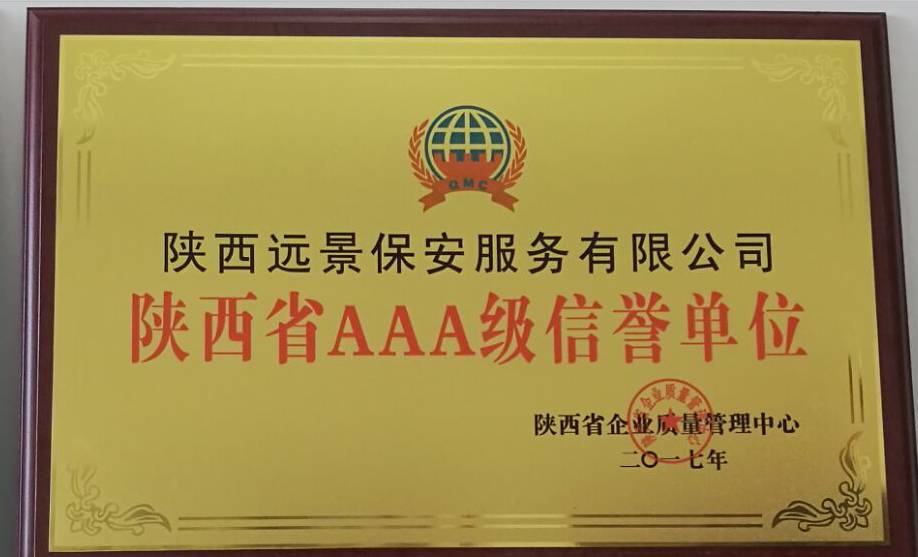 QMC
陕西远景保安服务有限公司
陕西省AAA级信誉单位
陕西省企业质量管理中心
二〇一七年